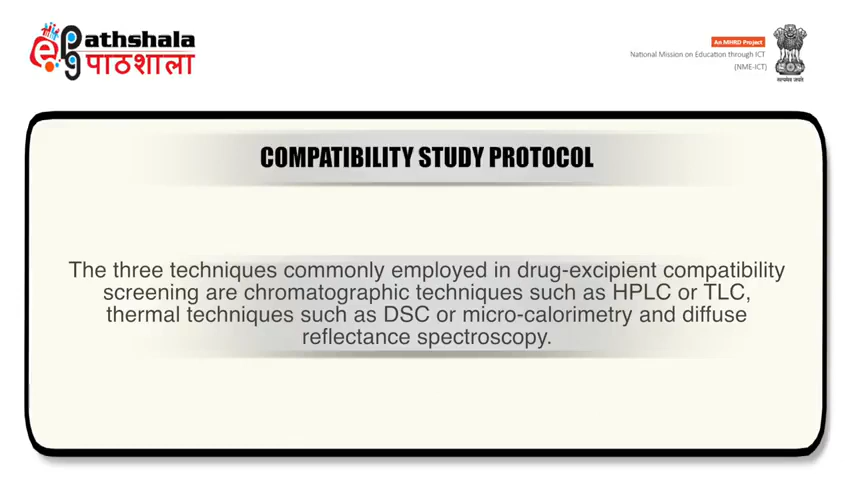 ePathshala
पाठशाला
An MHRD Project
National Mission on Education through ICT
(NME-ICT)
COMPATIBILITY STUDY PROTOCOL
The three techniques commonly employed in drug-excipient compatibility
screening are chromatographic techniques such as HPLC or TLC,
thermal techniques such as DSC or micro-calorimetry and diffuse
reflectance spectroscopy.